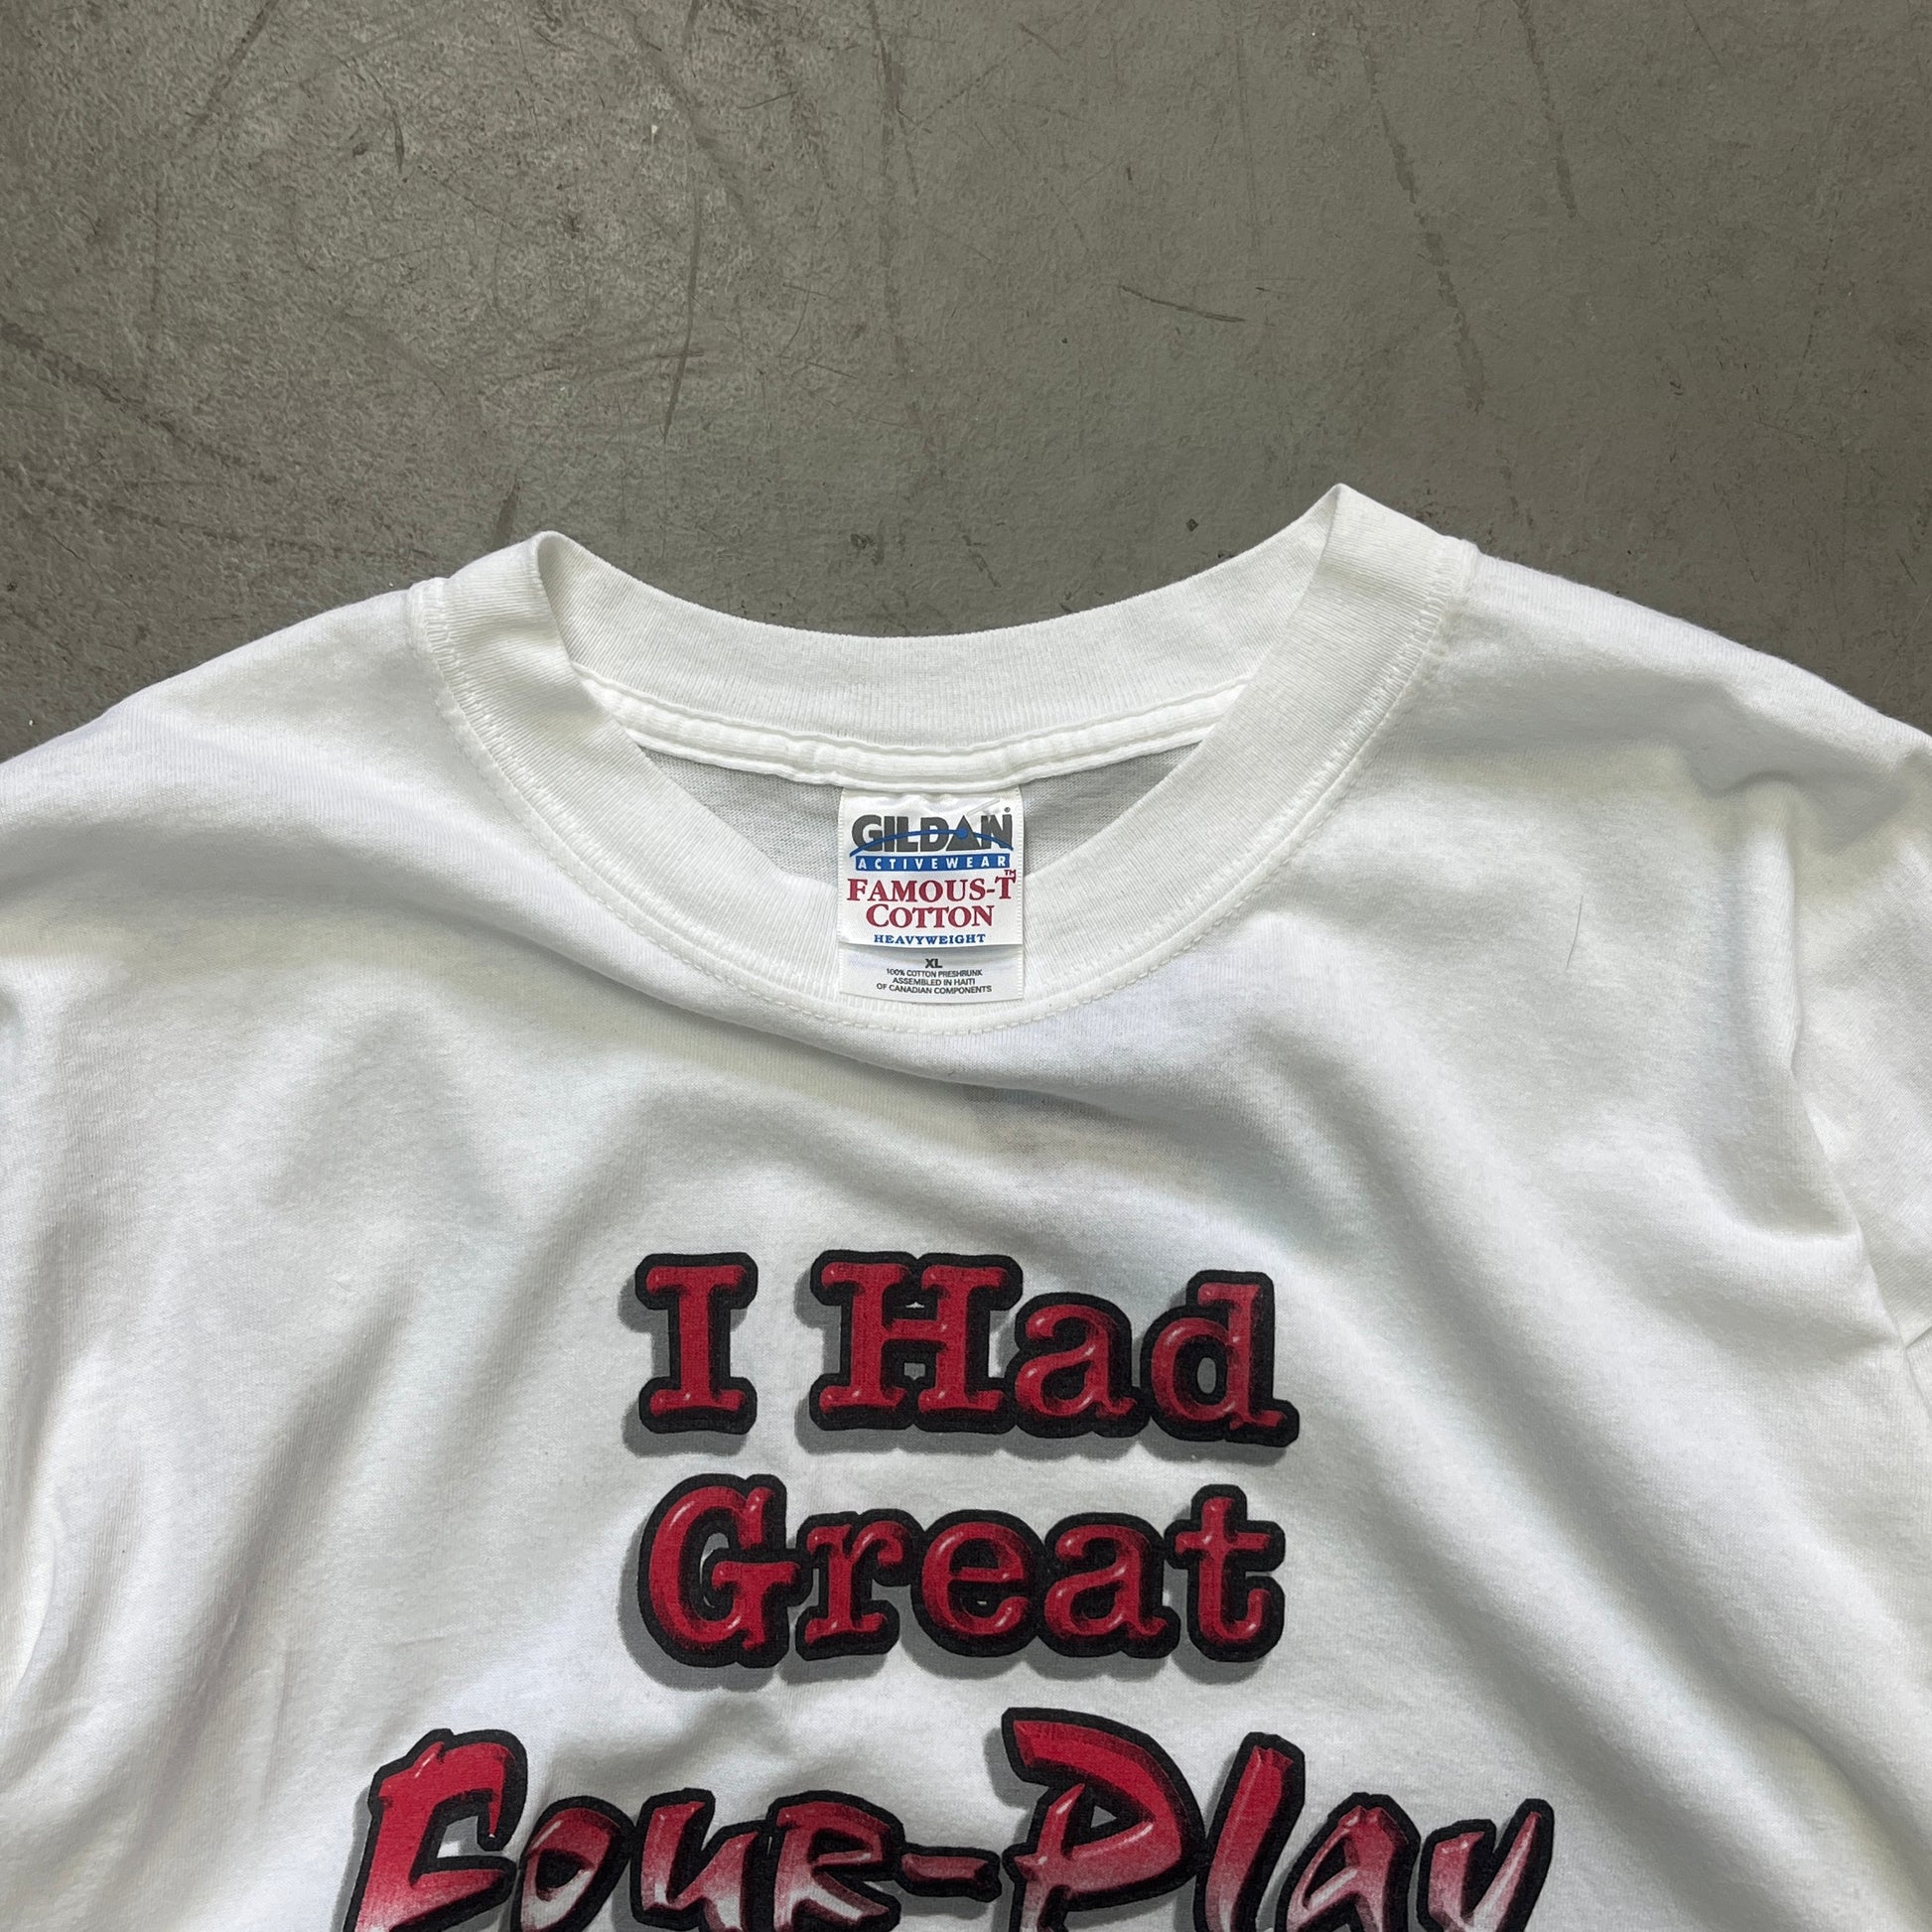 GILDAN®
ACTIVEWEAR
FAMOUS-T™
COTTON
HEAVYWEIGHT
XL
100% COTTON PRESHRUNK
ASSEMBLED IN HAITI
OF CANADIAN COMPONENTS
I Had
Great
Four-Play